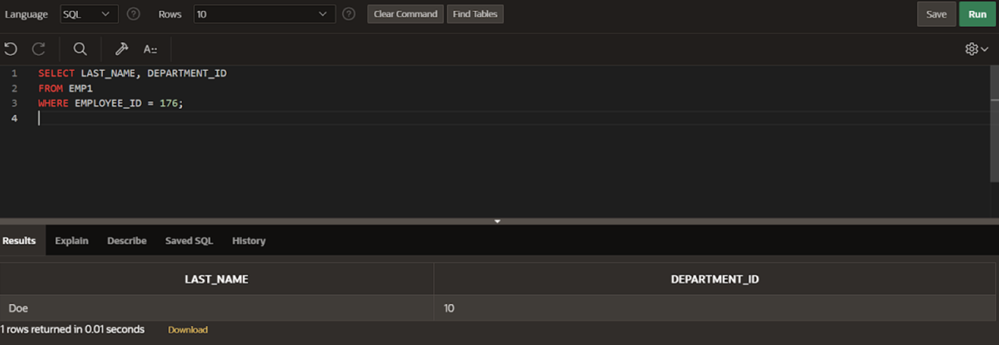 Language SQL Rows 10 Clear Command Find Tables Save Run
A::
1 SELECT LAST_NAME, DEPARTMENT_ID
2 FROM EMP1
3 WHERE EMPLOYEE_ID = 176;
4
Results Explain Describe Saved SQL History
LAST_NAME DEPARTMENT_ID
Doe 10
1 rows returned in 0.01 seconds Download